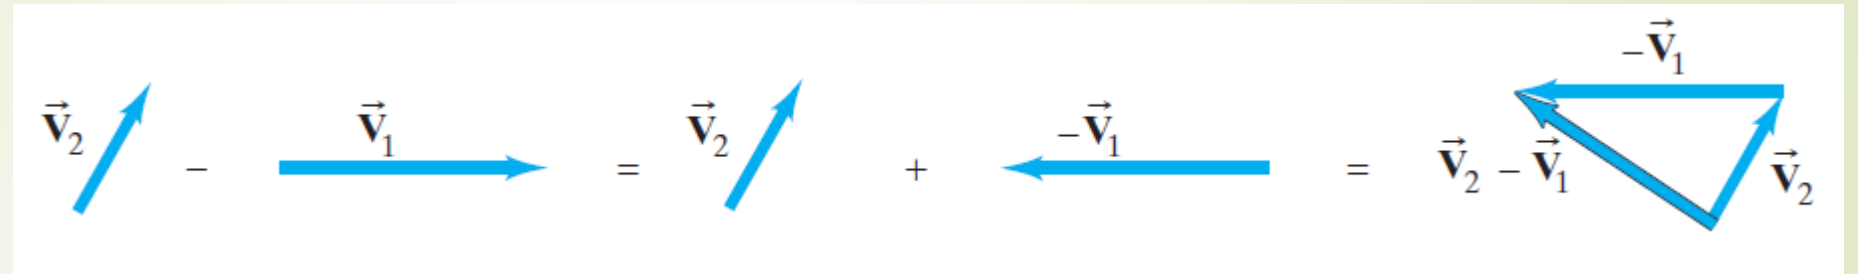 V⃗₂ – V⃗₁ = V⃗₂ + –V⃗₁ = V⃗₂ – V⃗₁ –V⃗₁ V⃗₂